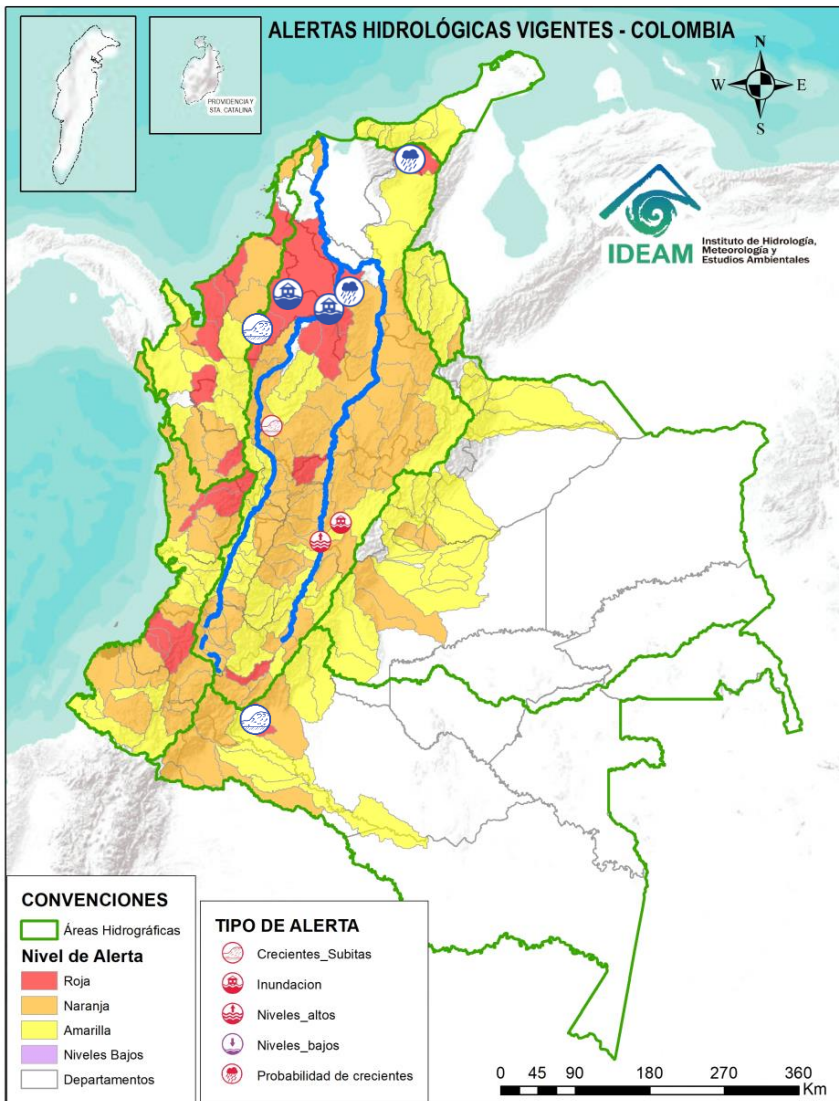 ALERTAS HIDROLÓGICAS VIGENTES - COLOMBIA
PROVIDENCIA Y
STA. CATALINA
N
W
E
S
IDEAM
Instituto de Hidrología,
Meteorología y
Estudios Ambientales
CONVENCIONES
Áreas Hidrográficas
Nivel de Alerta
Roja
Naranja
Amarilla
Niveles Bajos
Departamentos
TIPO DE ALERTA
Crecientes_Subitas
Inundacion
Niveles_altos
Niveles_bajos
Probabilidad de crecientes
0 45 90 180 270 360
Km